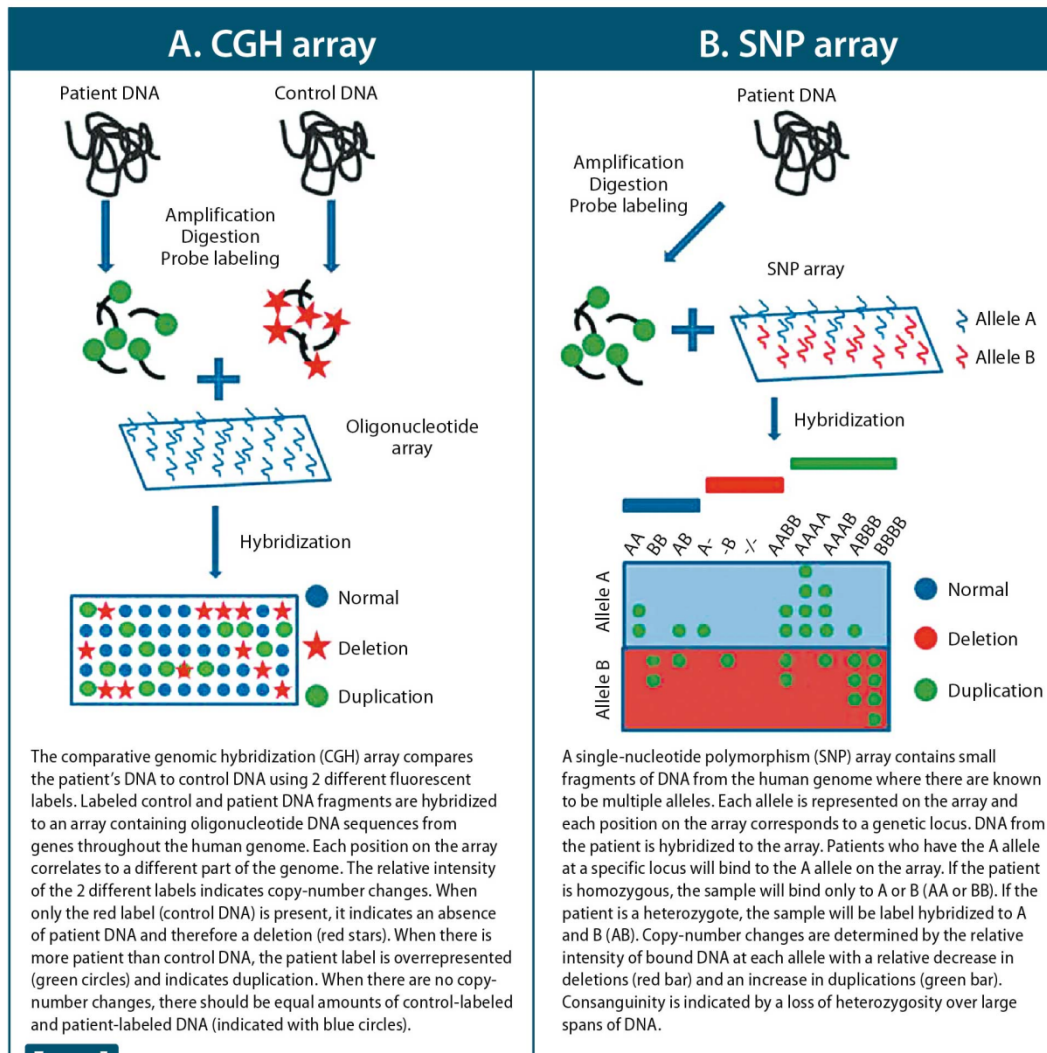 A. CGH array
Patient DNA
Control DNA
Amplification
Digestion
Probe labeling
Oligonucleotide
array
Hybridization
Normal
Deletion
Duplication
The comparative genomic hybridization (CGH) array compares
the patient's DNA to control DNA using 2 different fluorescent
labels. Labeled control and patient DNA fragments are hybridized
to an array containing oligonucleotide DNA sequences from
genes throughout the human genome. Each position on the array
correlates to a different part of the genome. The relative intensity
of the 2 different labels indicates copy-number changes. When
only the red label (control DNA) is present, it indicates an absence
of patient DNA and therefore a deletion (red stars). When there is
more patient than control DNA, the patient label is overrepresented
(green circles) and indicates duplication. When there are no copy-
number changes, there should be equal amounts of control-labeled
and patient-labeled DNA (indicated with blue circles).
B. SNP array
Patient DNA
Amplification
Digestion
Probe labeling
SNP array
Allele A
Allele B
Hybridization
AA
BB
AB
A-
-B
-/-
AABB
AAAA
AAAB
ABBB
BBBB
Allele A
Allele B
Normal
Deletion
Duplication
A single-nucleotide polymorphism (SNP) array contains small
fragments of DNA from the human genome where there are known
to be multiple alleles. Each allele is represented on the array and
each position on the array corresponds to a genetic locus. DNA from
the patient is hybridized to the array. Patients who have the A allele
at a specific locus will bind to the A allele on the array. If the patient
is homozygous, the sample will bind only to A or B (AA or BB). If the
patient is a heterozygote, the sample will be label hybridized to A
and B (AB). Copy-number changes are determined by the relative
intensity of bound DNA at each allele with a relative decrease in
deletions (red bar) and an increase in duplications (green bar).
Consanguinity is indicated by a loss of heterozygosity over large
spans of DNA.